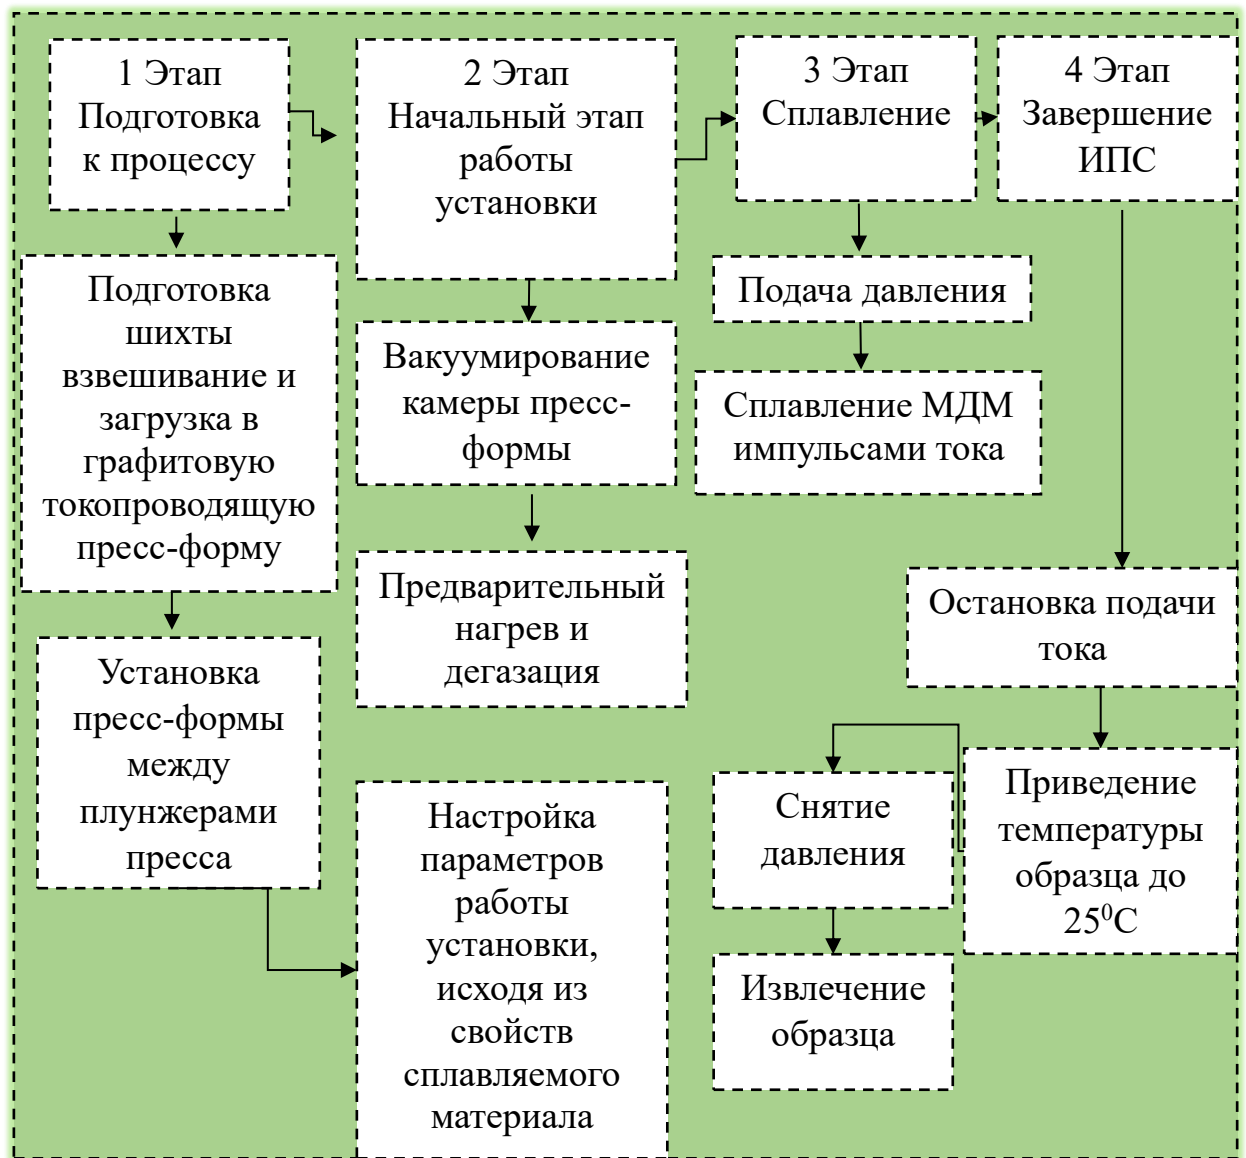 1 Этап
Подготовка
к процессу
2 Этап
Начальный этап
работы
установки
3 Этап
Сплавление
4 Этап
Завершение
ИПС
Подготовка
шихты
взвешивание и
загрузка в
графитовую
токопроводящую
пресс-форму
Установка
пресс-формы
между
плунжерами
пресса
Настройка
параметров
работы
установки,
исходя из
свойств
сплавляемого
материала
Вакуумирование
камеры пресс-
формы
Предварительный
нагрев и
дегазация
Подача давления
Сплавление МДМ
импульсами тока
Остановка подачи
тока
Приведение
температуры
образца до
25⁰С
Снятие
давления
Извлечение
образца